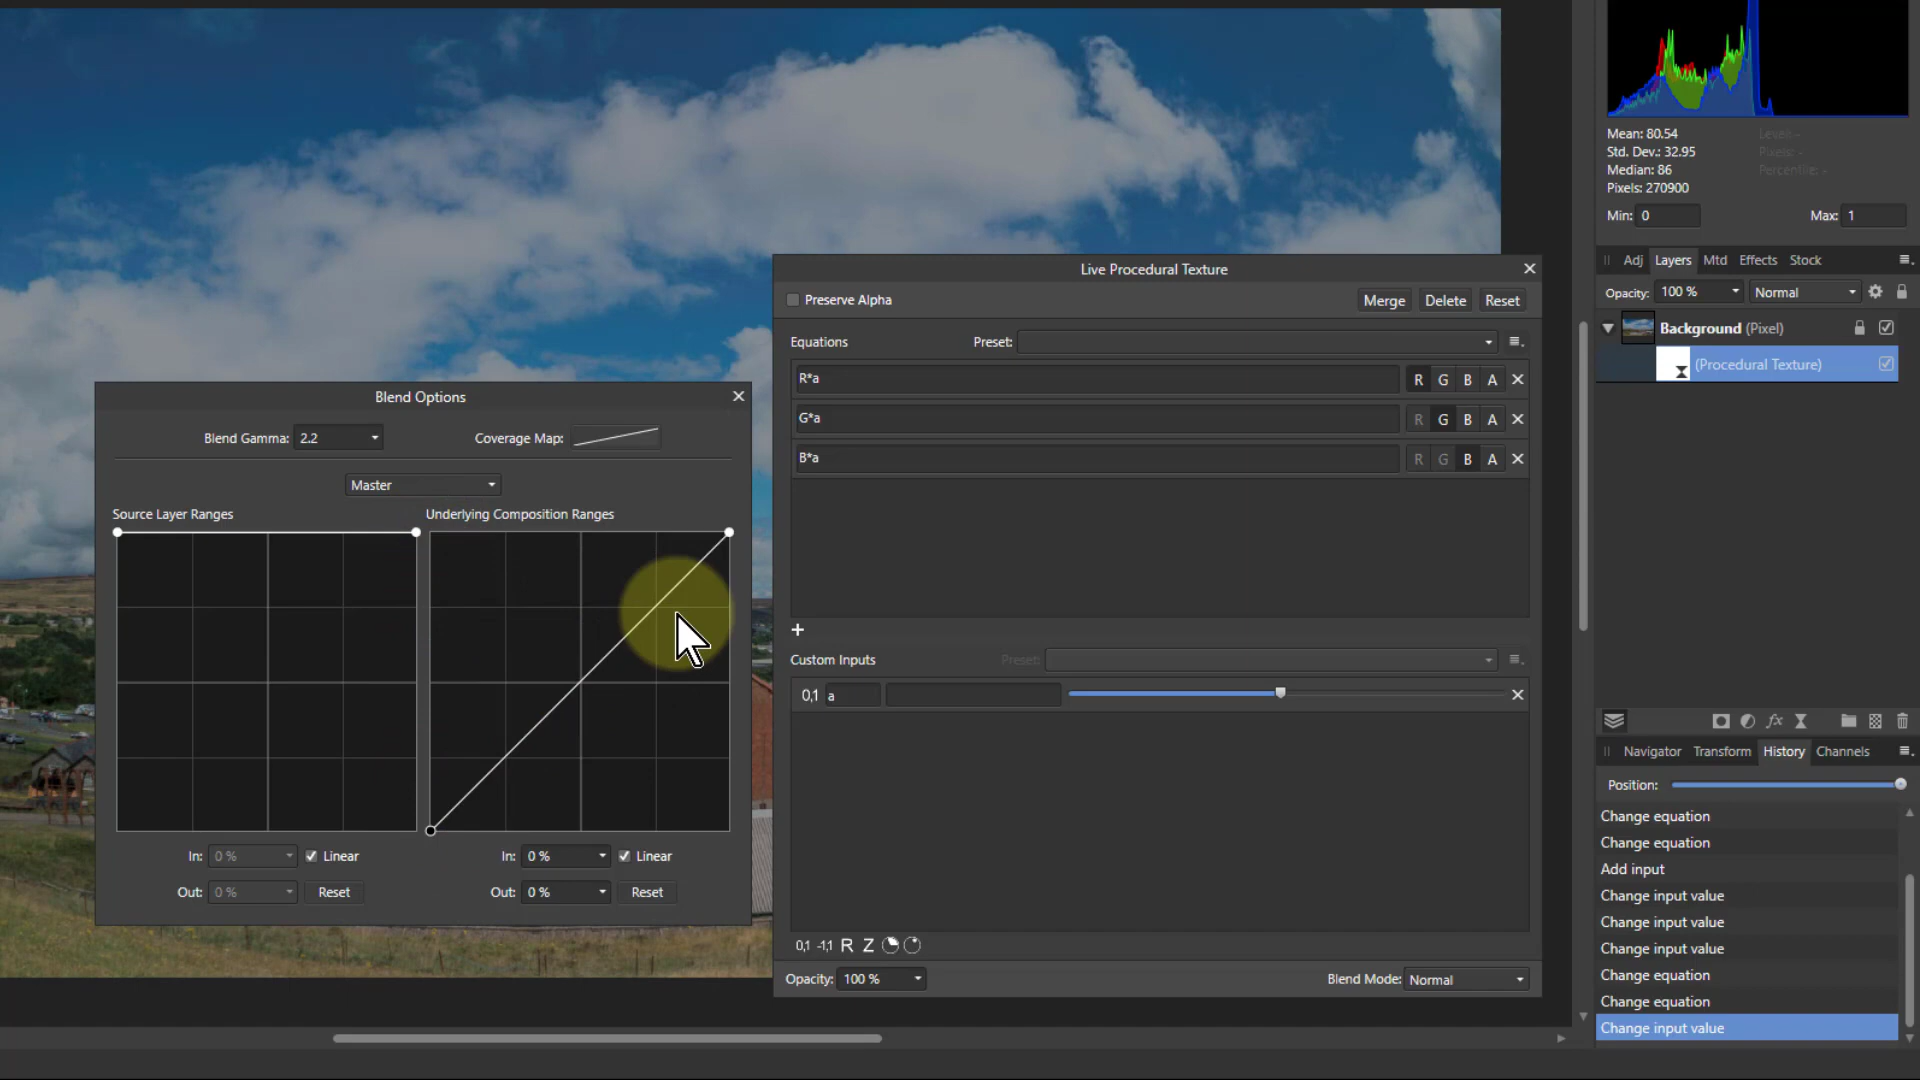 Mean: 80.54
Std. Dev.: 32.95
Median: 86
Pixels: 270900
Level: -
Pixels: -
Percentile: -
Min: 0
Max: 1
Adj Layers Mtd Effects Stock
Opacity: 100 % Normal
Background (Pixel)
(Procedural Texture)
Live Procedural Texture
Preserve Alpha
Merge Delete Reset
Equations
Preset:
R*a R G B A
G*a R G B A
B*a R G B A
Custom Inputs
Preset:
0,1 a
0,1 -1,1 R Z
Opacity: 100 %
Blend Mode: Normal
Blend Options
Blend Gamma: 2.2
Coverage Map:
Master
Source Layer Ranges
Underlying Composition Ranges
In: 0 % Linear
In: 0 % Linear
Out: 0 % Reset
Out: 0 % Reset
Navigator Transform History Channels
Position:
Change equation
Change equation
Add input
Change input value
Change input value
Change input value
Change equation
Change equation
Change input value